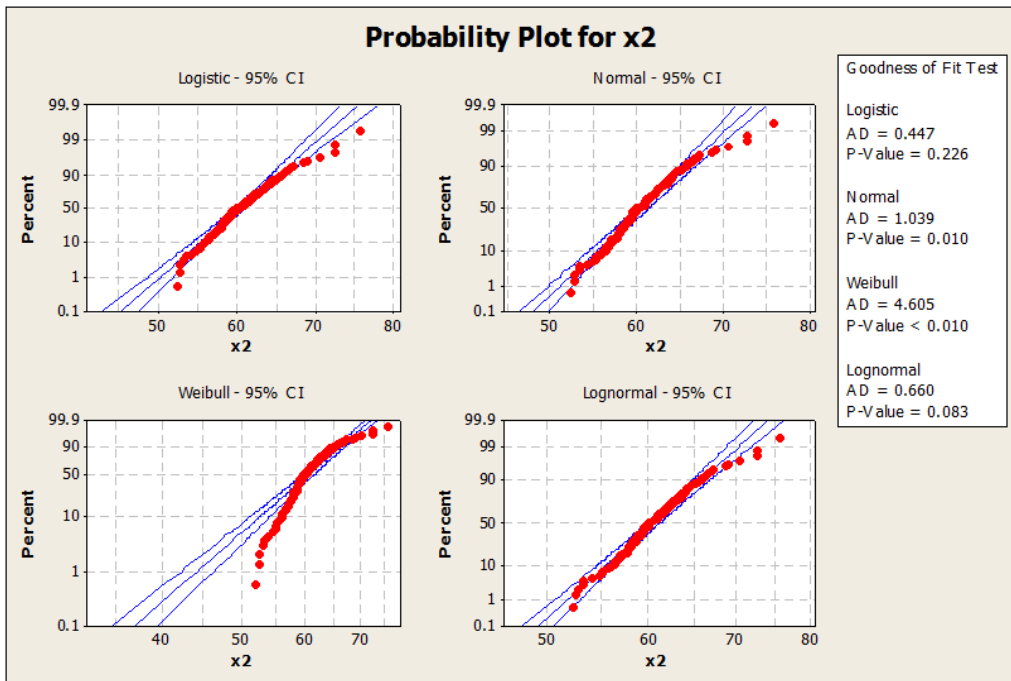 Probability Plot for x2
Logistic - 95% CI
99.9
99
90
50
10
1
0.1
Percent
50 60 70 80
x2
Normal - 95% CI
99.9
99
90
50
10
1
0.1
Percent
50 60 70 80
x2
Weibull - 95% CI
99.9
90
50
10
1
0.1
Percent
40 50 60 70
x2
Lognormal - 95% CI
99.9
99
90
50
10
1
0.1
Percent
50 60 70 80
x2
Goodness of Fit Test
Logistic
AD = 0.447
P-Value = 0.226
Normal
AD = 1.039
P-Value = 0.010
Weibull
AD = 4.605
P-Value < 0.010
Lognormal
AD = 0.660
P-Value = 0.083